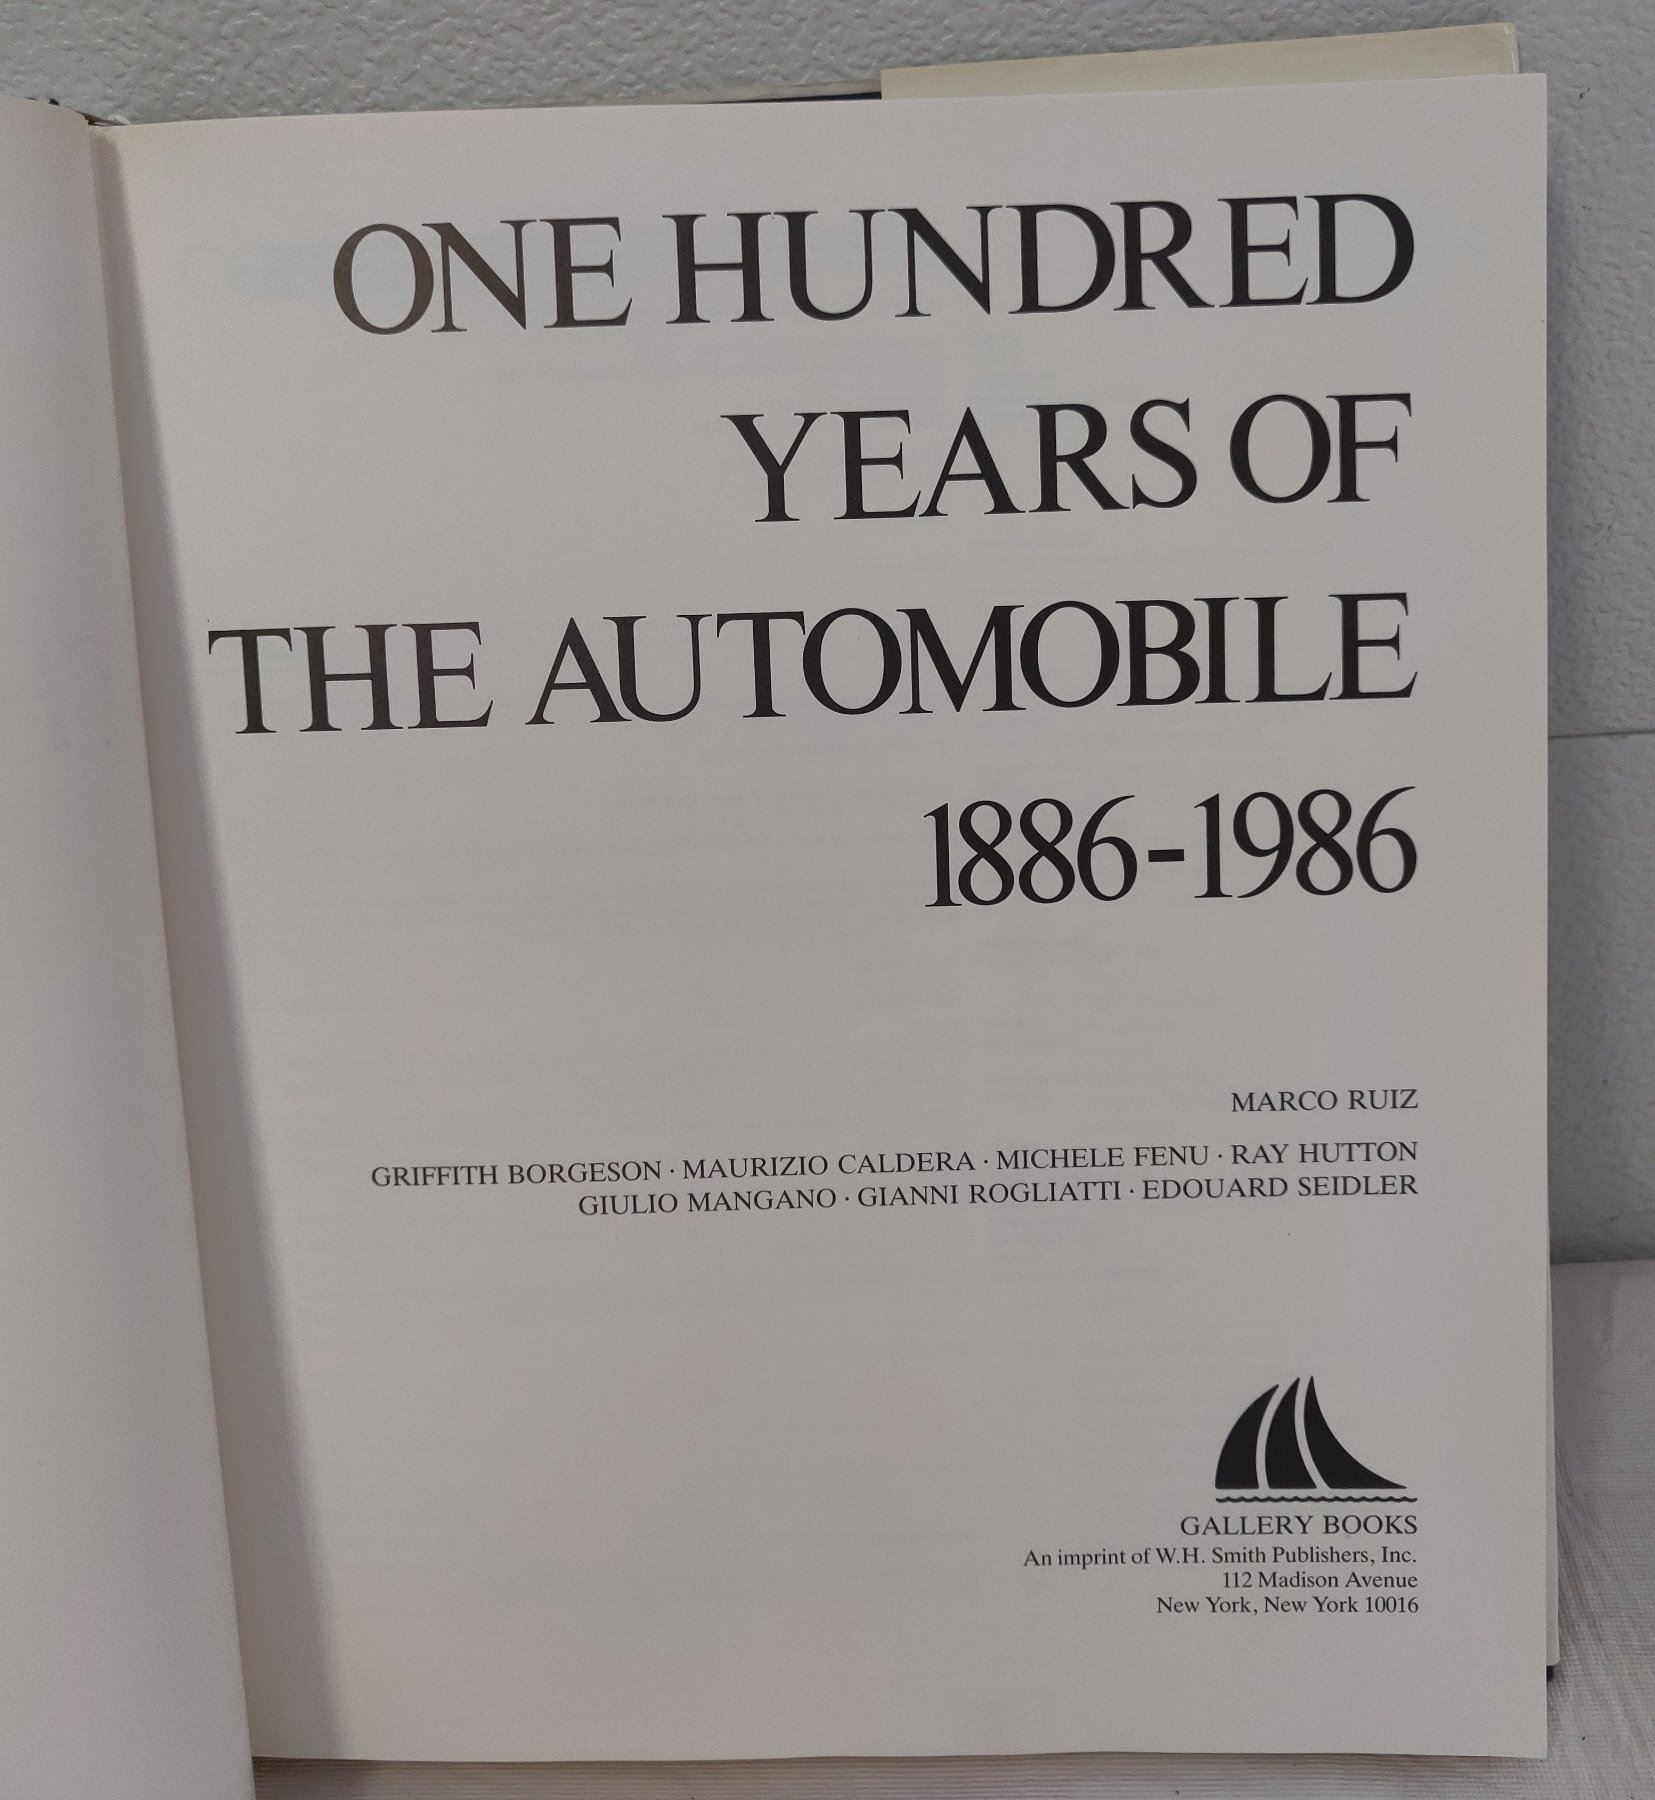 ONE HUNDRED
YEARS OF
THE AUTOMOBILE
1886-1986
MARCO RUIZ
GRIFFITH BORGESON · MAURIZIO CALDERA · MICHELE FENU · RAY HUTTON
GIULIO MANGANO · GIANNI ROGLIATTI · EDOUARD SEIDLER
GALLERY BOOKS
An imprint of W.H. Smith Publishers, Inc.
112 Madison Avenue
New York, New York 10016